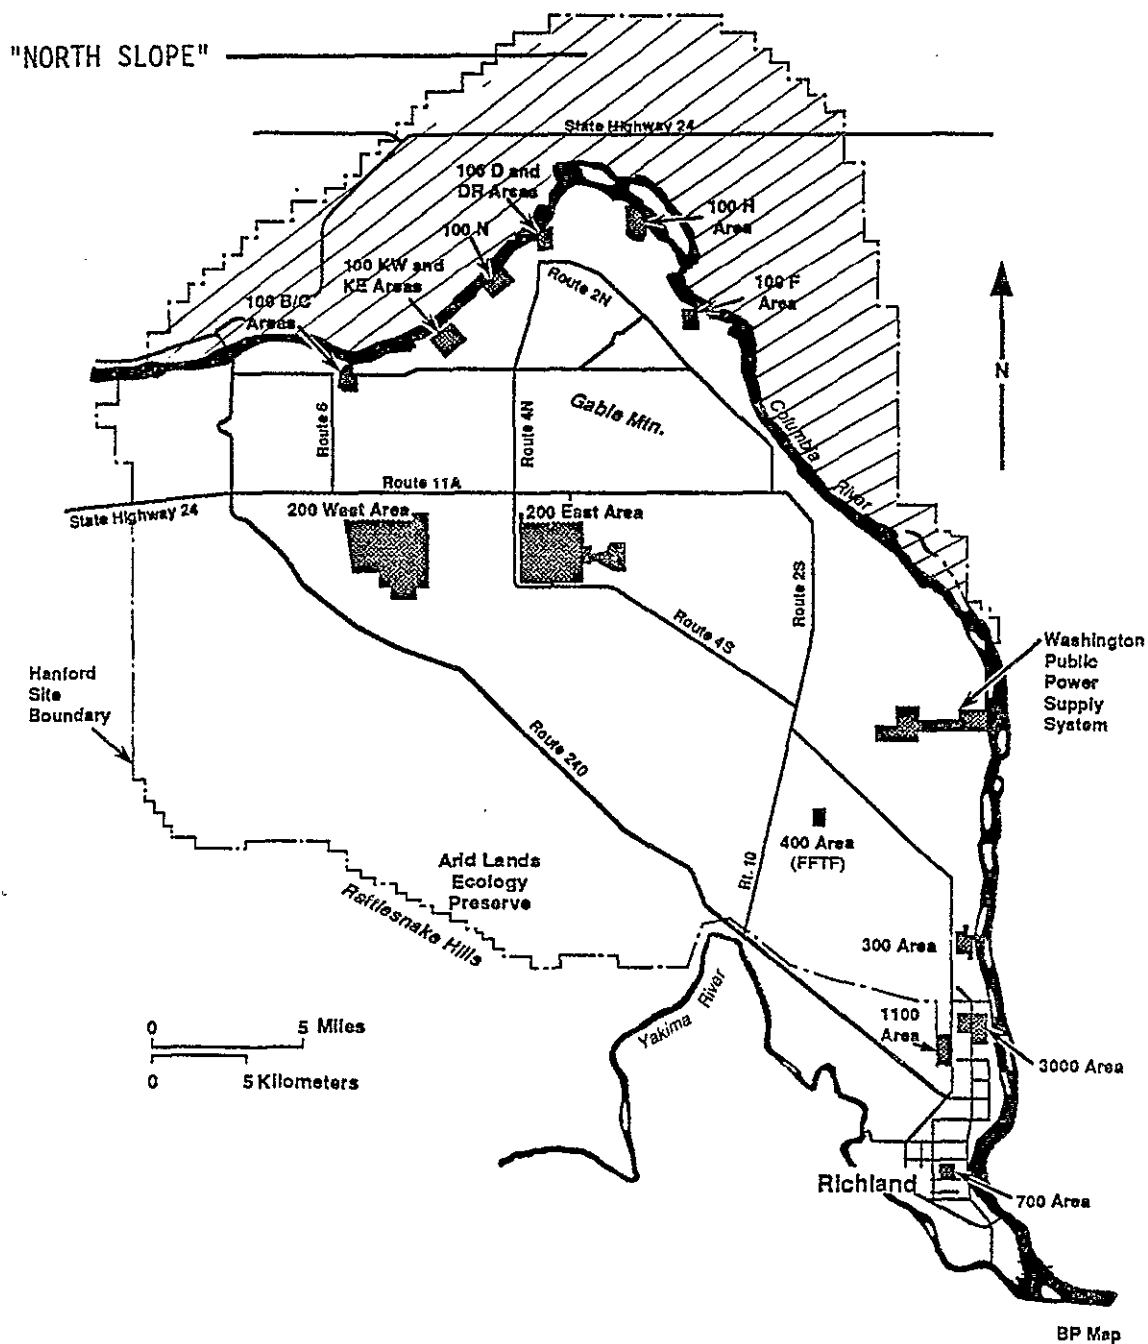 "NORTH SLOPE"
State Highway 24
100 D and
DR Areas
100 H
Area
100 N
100 KW and
KE Areas
Route 2N
100 F
Area
100 B/C
Areas
N
Gable Mtn.
Columbia
River
Route 6
Route 4N
Route 11A
State Highway 24
200 West Area
200 East Area
Route 2S
Route 4S
Washington
Public
Power
Supply
System
Hanford
Site
Boundary
Route 240
400 Area
(FFTF)
Rt. 10
Arid Lands
Ecology
Preserve
Rattlesnake Hills
300 Area
Yakima River
1100
Area
3000 Area
0 5 Miles
0 5 Kilometers
Richland
700 Area
BP Map